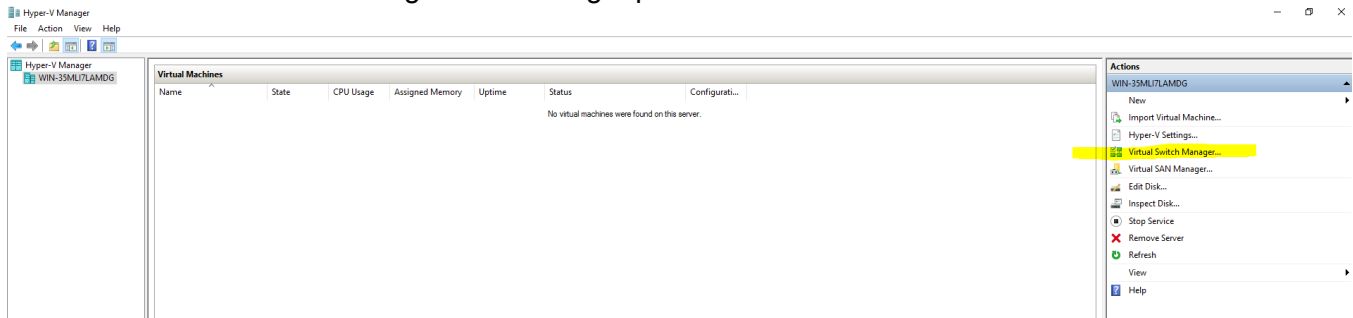 Hyper-V Manager
File Action View Help
Hyper-V Manager
WIN-35MLI7LAMDG
Virtual Machines
Name State CPU Usage Assigned Memory Uptime Status Configurati...
No virtual machines were found on this server.
Actions
WIN-35MLI7LAMDG
New
Import Virtual Machine...
Hyper-V Settings...
Virtual Switch Manager...
Virtual SAN Manager...
Edit Disk...
Inspect Disk...
Stop Service
Remove Server
Refresh
View
Help